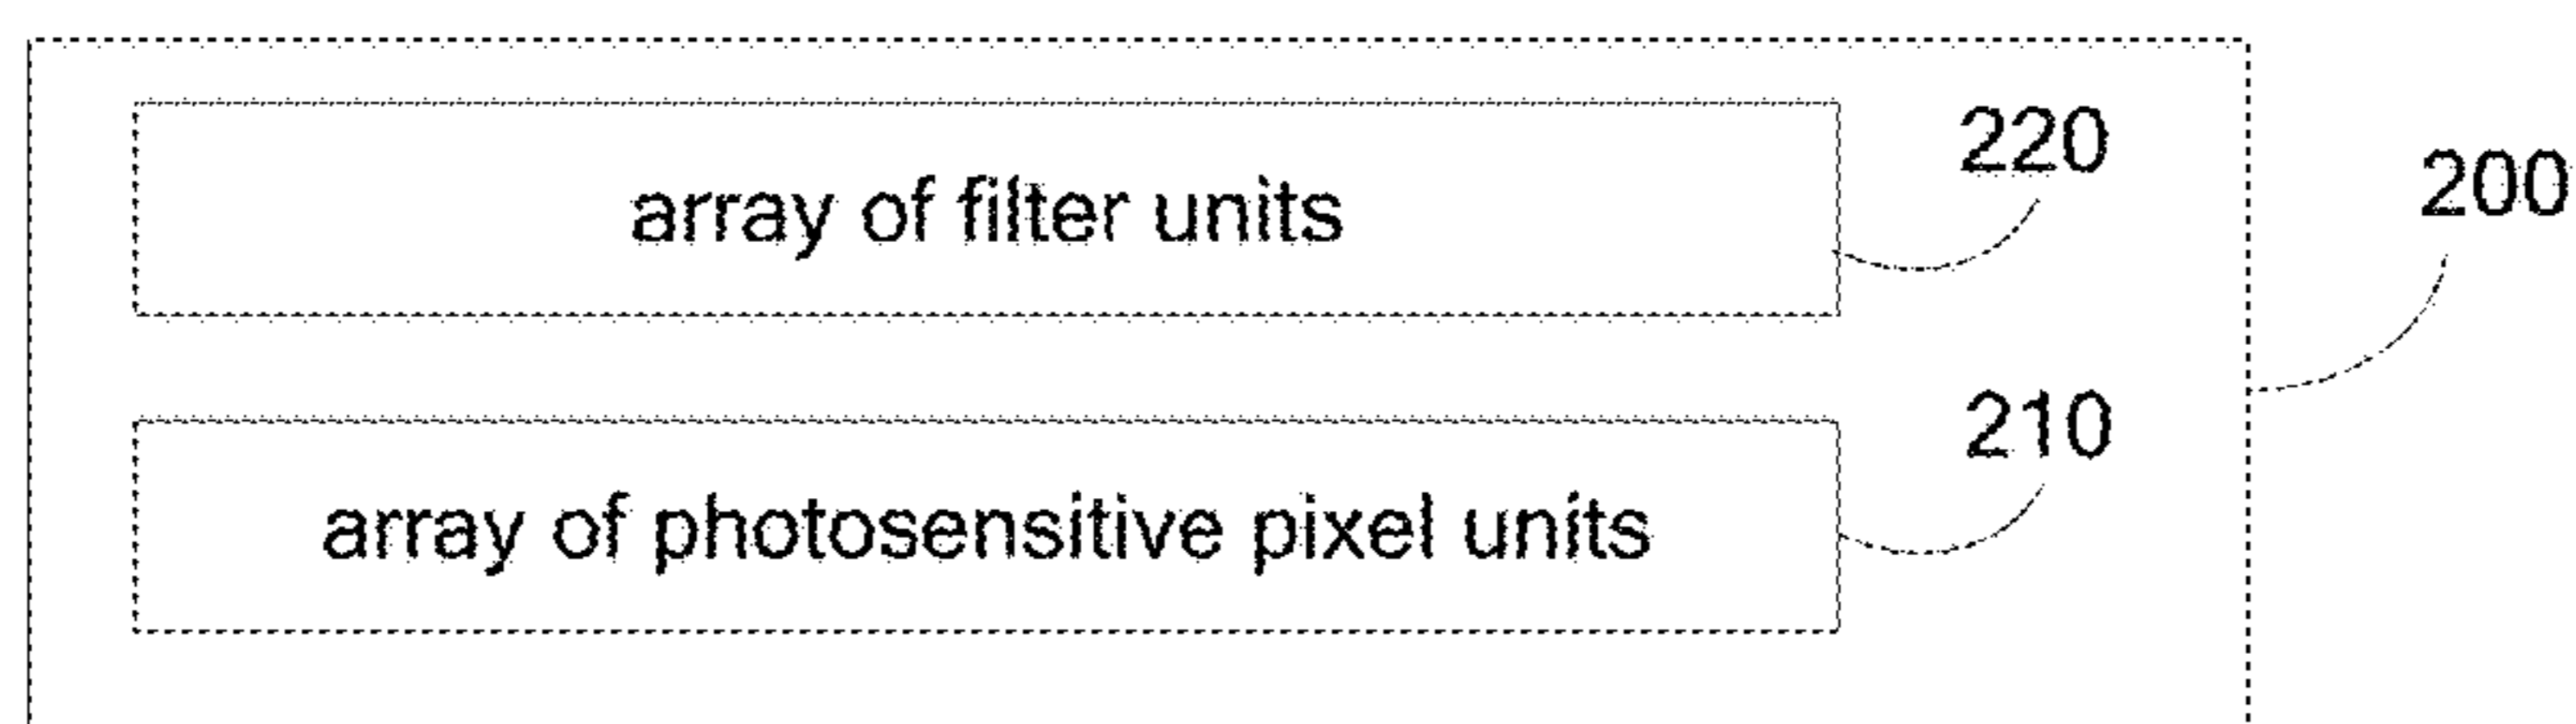 220
200
array of filter units
210
array of photosensitive pixel units